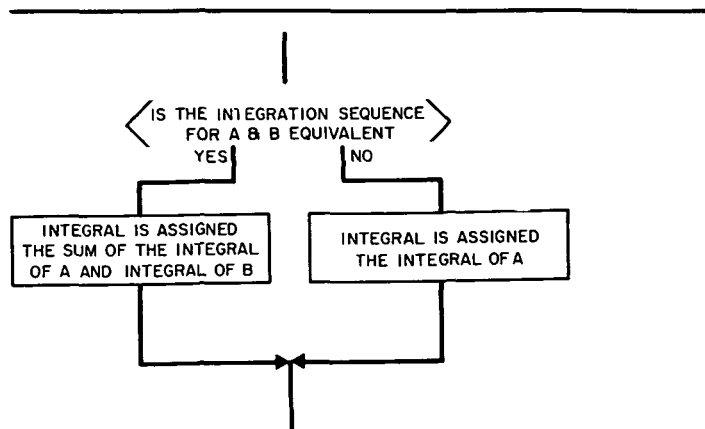 IS THE INTEGRATION SEQUENCE
FOR A & B EQUIVALENT
YES
NO
INTEGRAL IS ASSIGNED
THE SUM OF THE INTEGRAL
OF A AND INTEGRAL OF B
INTEGRAL IS ASSIGNED
THE INTEGRAL OF A